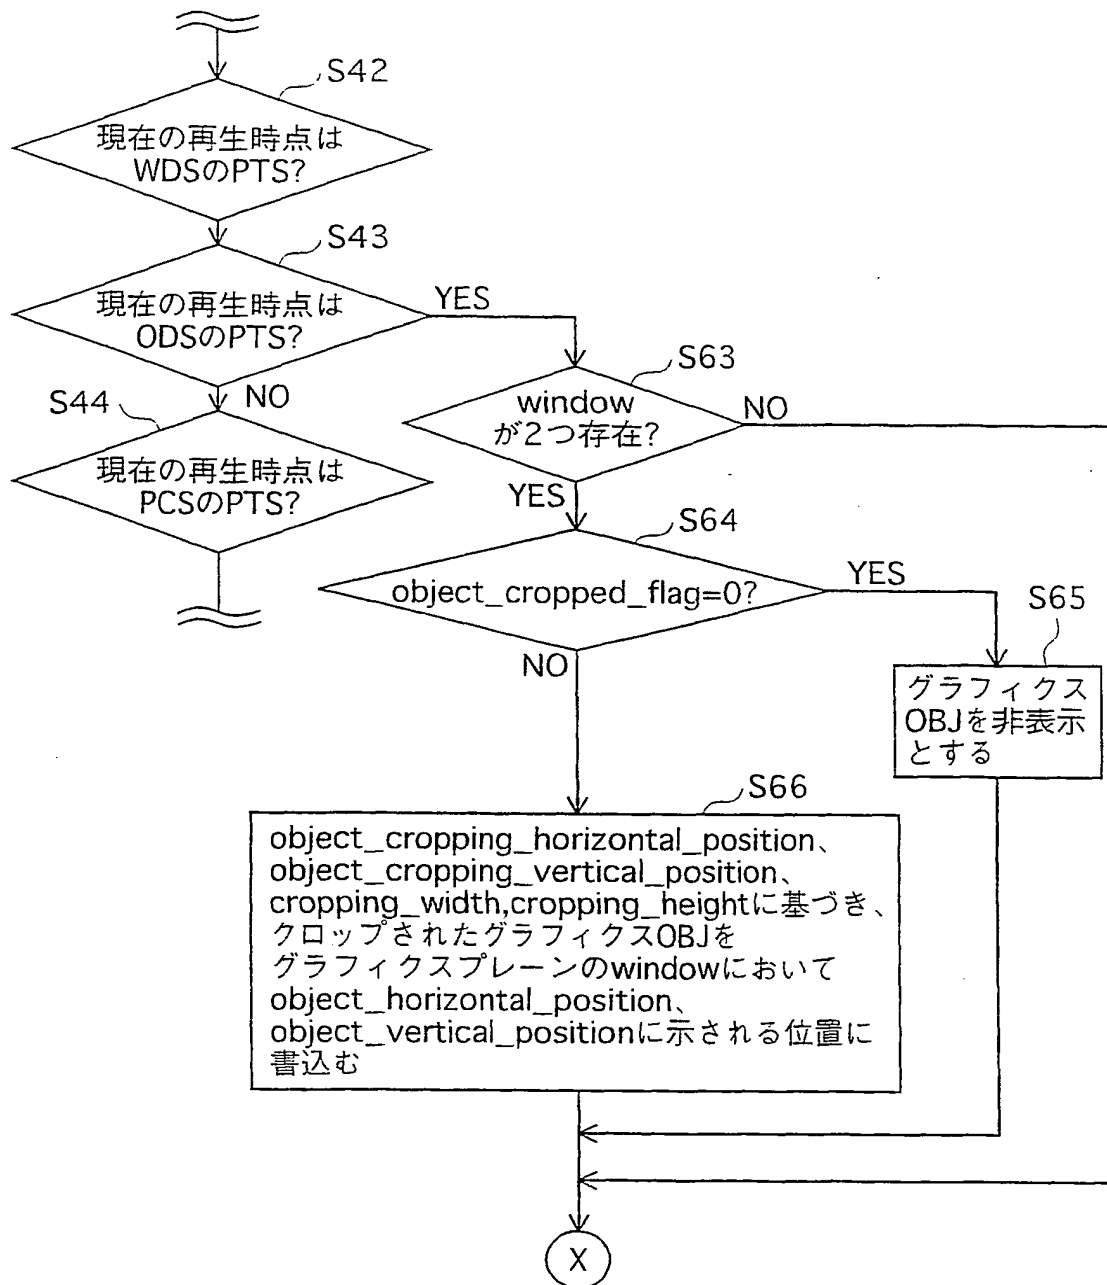 S42
現在の再生時点は
WDSのPTS?
S43
現在の再生時点は
ODSのPTS?
YES
NO
S44
現在の再生時点は
PCSのPTS?
S63
window
が2つ存在?
NO
YES
S64
object_cropped_flag=0?
YES
NO
S65
グラフィクス
OBJを非表示
とする
S66
object_cropping_horizontal_position、
object_cropping_vertical_position、
cropping_width,cropping_heightに基づき、
クロップされたグラフィクスOBJを
グラフィクスプレーンのwindowにおいて
object_horizontal_position、
object_vertical_positionに示される位置に
書込む
X